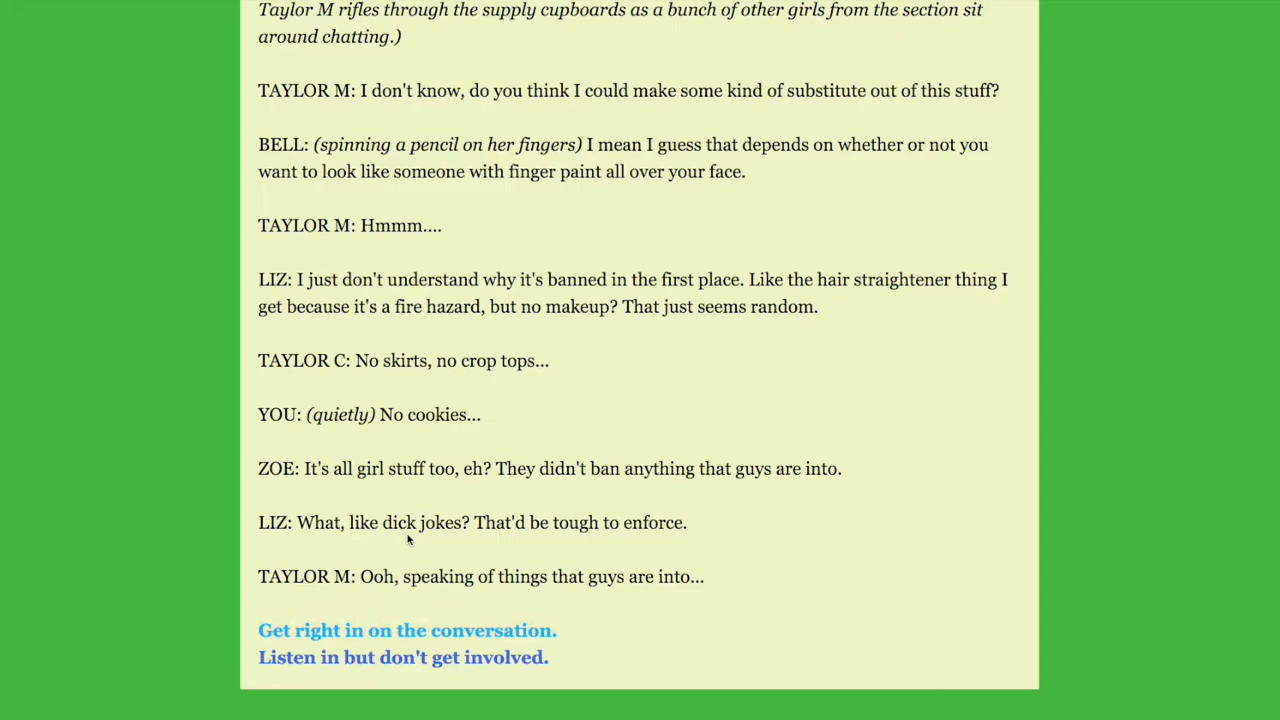 Taylor M rifles through the supply cupboards as a bunch of other girls from the section sit
around chatting.)
TAYLOR M: I don't know, do you think I could make some kind of substitute out of this stuff?
BELL: (spinning a pencil on her fingers) I mean I guess that depends on whether or not you
want to look like someone with finger paint all over your face.
TAYLOR M: Hmmm....
LIZ: I just don't understand why it's banned in the first place. Like the hair straightener thing I
get because it's a fire hazard, but no makeup? That just seems random.
TAYLOR C: No skirts, no crop tops...
YOU: (quietly) No cookies...
ZOE: It's all girl stuff too, eh? They didn't ban anything that guys are into.
LIZ: What, like dick jokes? That'd be tough to enforce.
TAYLOR M: Ooh, speaking of things that guys are into...
Get right in on the conversation.
Listen in but don't get involved.